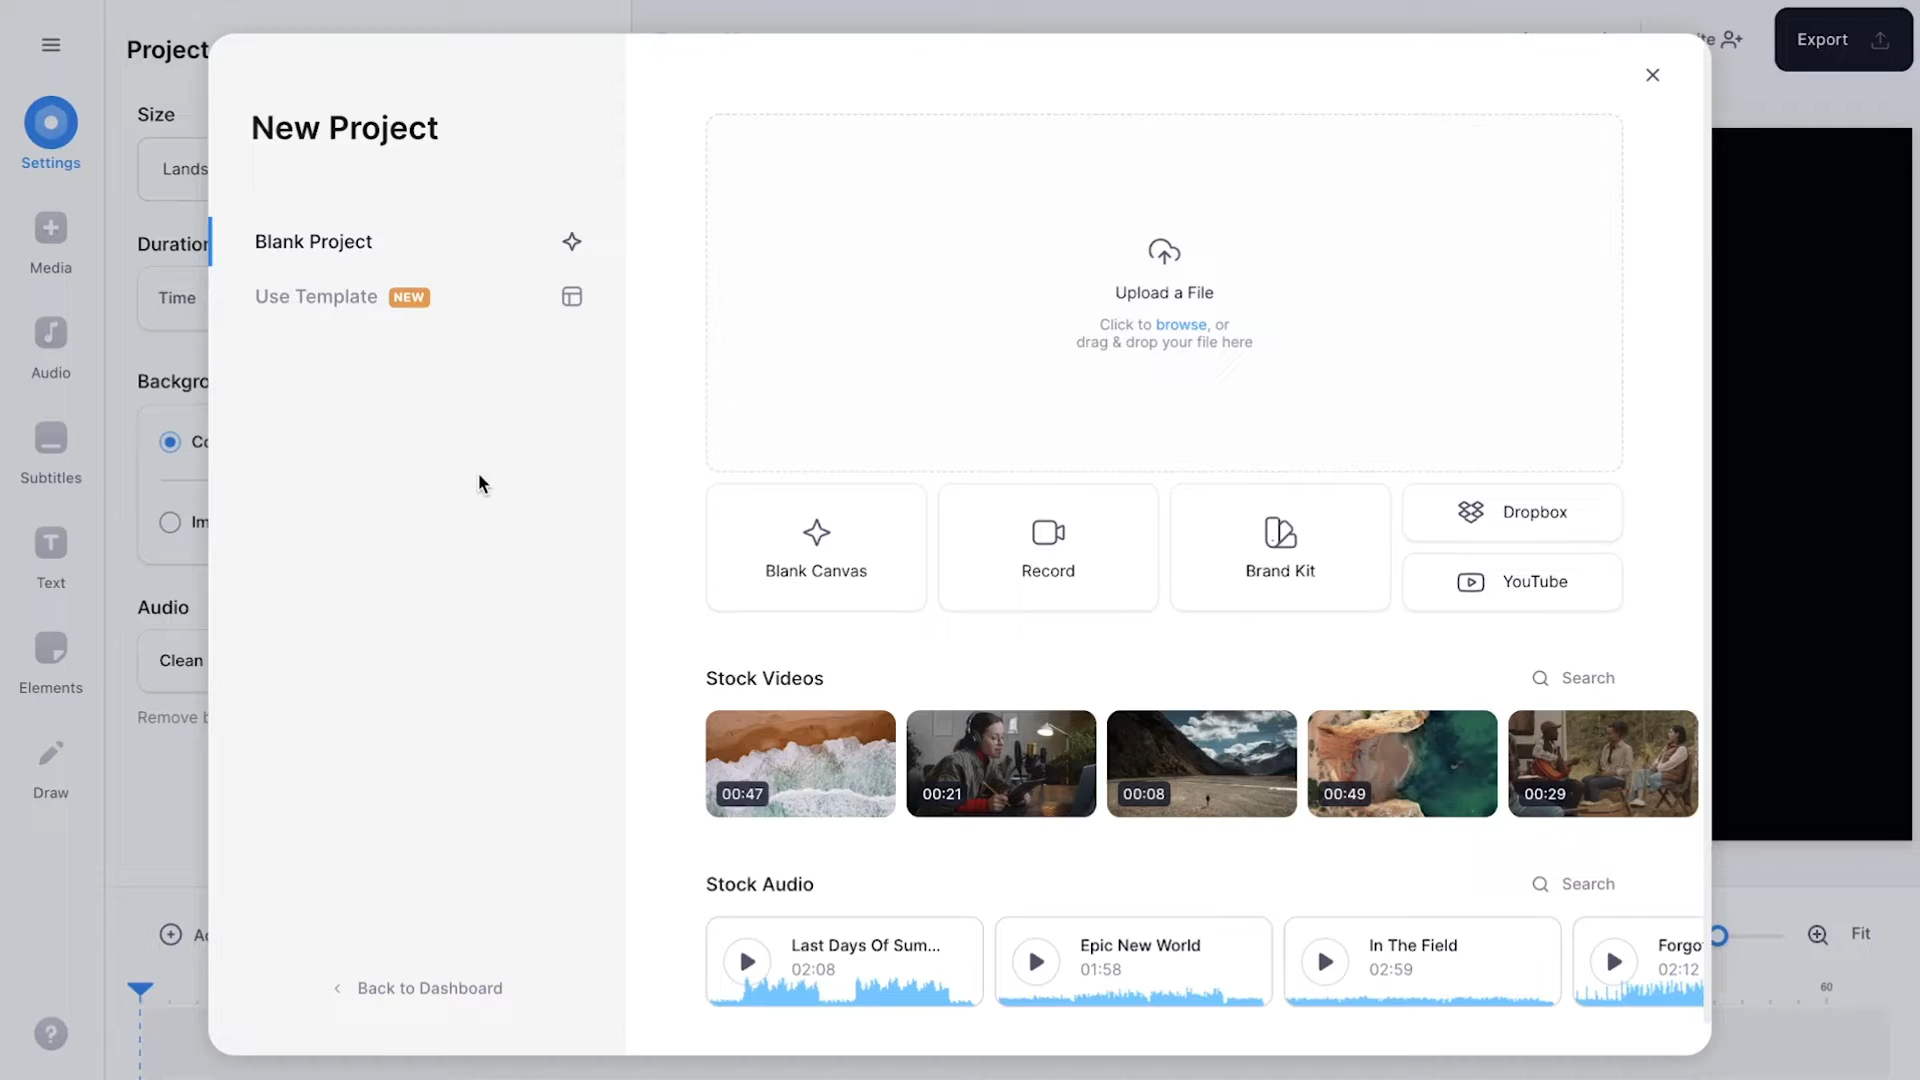 Project
Export
Size
Settings
Lands
Duration
Media
Time
Audio
Backgro
Subtitles
Text
Audio
Clean
Elements
Remove
Draw
60
Fit
New Project
Blank Project
Use Template NEW
Back to Dashboard
Upload a File
Click to browse, or
drag & drop your file here
Blank Canvas
Record
Brand Kit
Dropbox
YouTube
Stock Videos
Search
00:47
00:21
00:08
00:49
00:29
Stock Audio
Search
Last Days Of Sum...
02:08
Epic New World
01:58
In The Field
02:59
Forgo
02:12